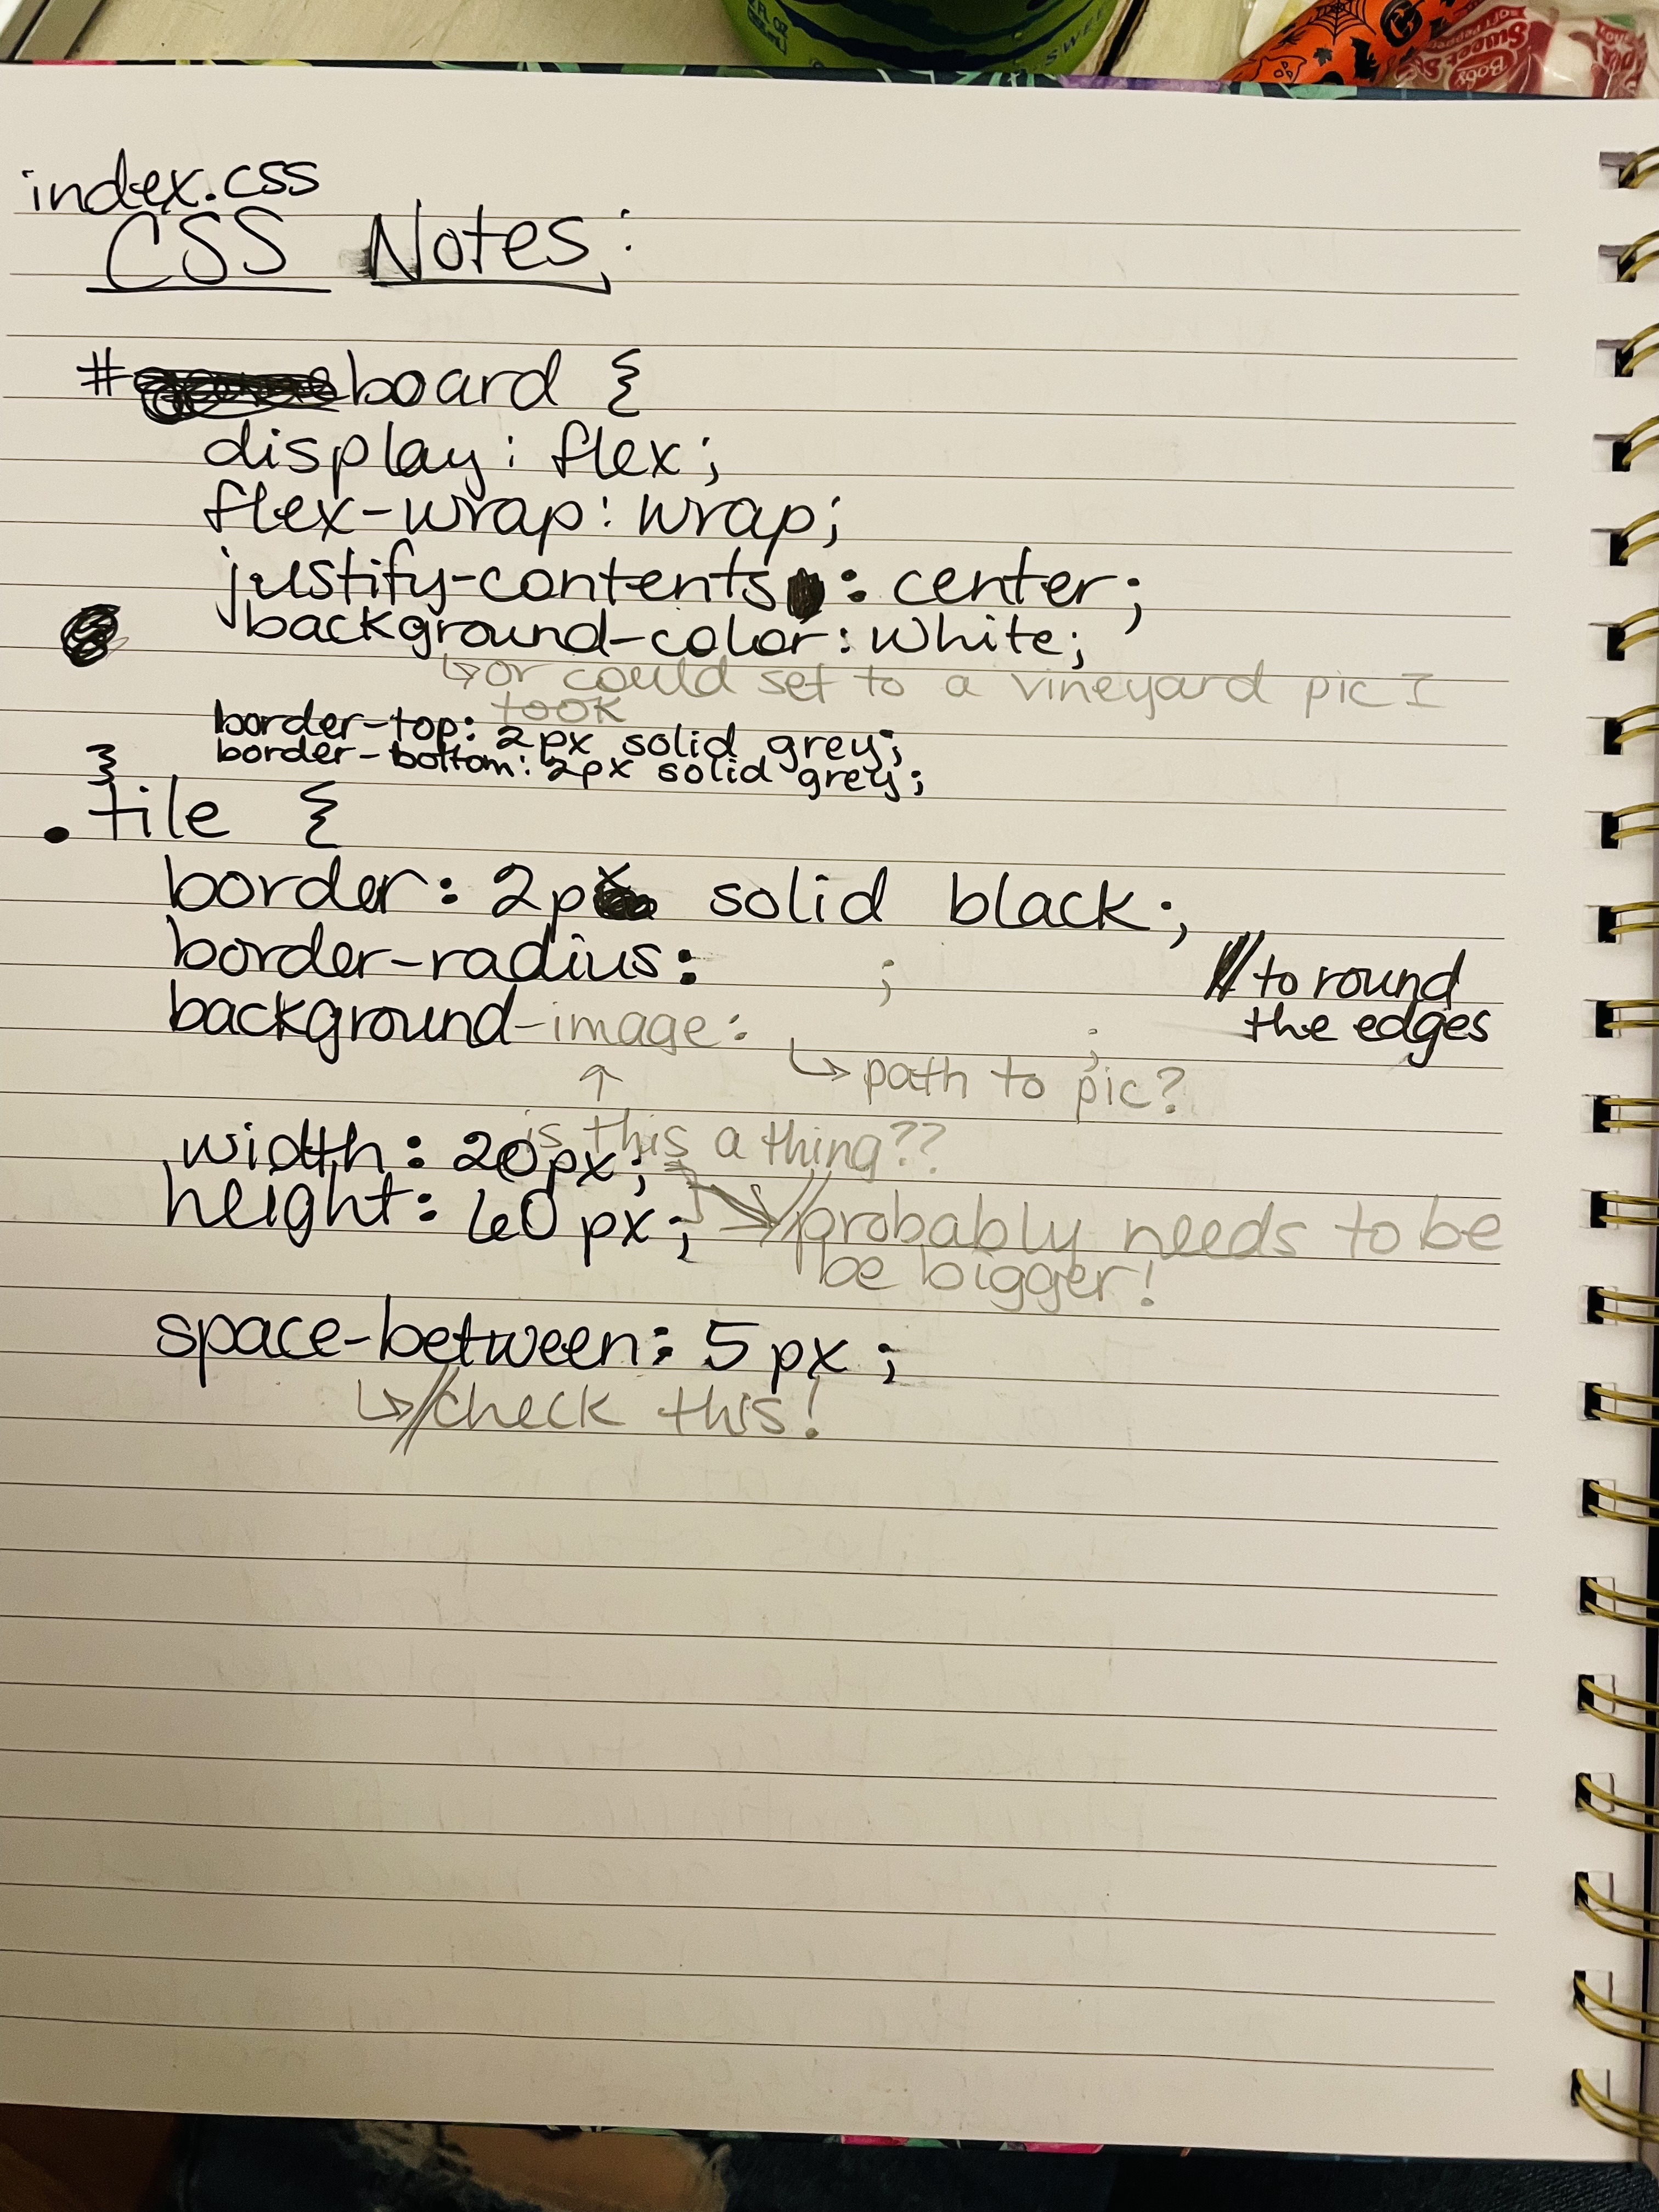 index.css
CSS Notes:
#board {
display: flex;
flex-wrap: wrap;
justify-contents: center;
background-color: white;
↳ or could set to a vineyard pic I
took
border-top: 2px solid grey;
border-bottom: 2px solid grey;
}
.tile {
border: 2px solid black;
border-radius: ;
// to round
the edges
background-image: ;
↳ path to pic?
↑
is this a thing??
width: 20px;
height: 60px;
// probably needs to be
be bigger!
space-between: 5px;
↳ // check this!